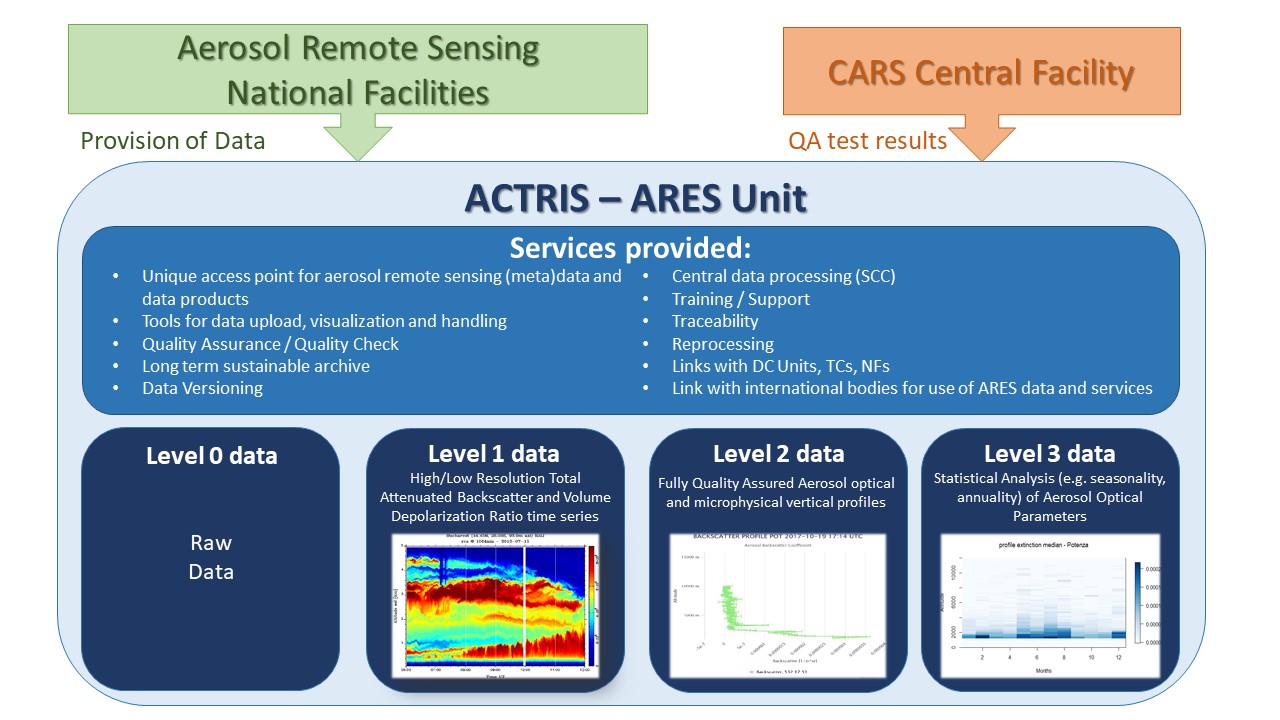 Aerosol Remote Sensing
National Facilities
CARS Central Facility
Provision of Data
QA test results
ACTRIS – ARES Unit
Services provided:
• Unique access point for aerosol remote sensing (meta)data and
data products
• Tools for data upload, visualization and handling
• Quality Assurance / Quality Check
• Long term sustainable archive
• Data Versioning
• Central data processing (SCC)
• Training / Support
• Traceability
• Reprocessing
• Links with DC Units, TCs, NFs
• Link with international bodies for use of ARES data and services
Level 0 data
Raw
Data
Level 1 data
High/Low Resolution Total
Attenuated Backscatter and Volume
Depolarization Ratio time series
Level 2 data
Fully Quality Assured Aerosol optical
and microphysical vertical profiles
BACKSCATTER PROFILE POT 2017-10-19 17:14 UTC
Aerosol Backscatter Coefficient
Altitude
Level 3 data
Statistical Analysis (e.g. seasonality,
annuality) of Aerosol Optical
Parameters
profile extinction median - Potenza
10000
6000
2000
0
2 4 6 8 10 12
Months